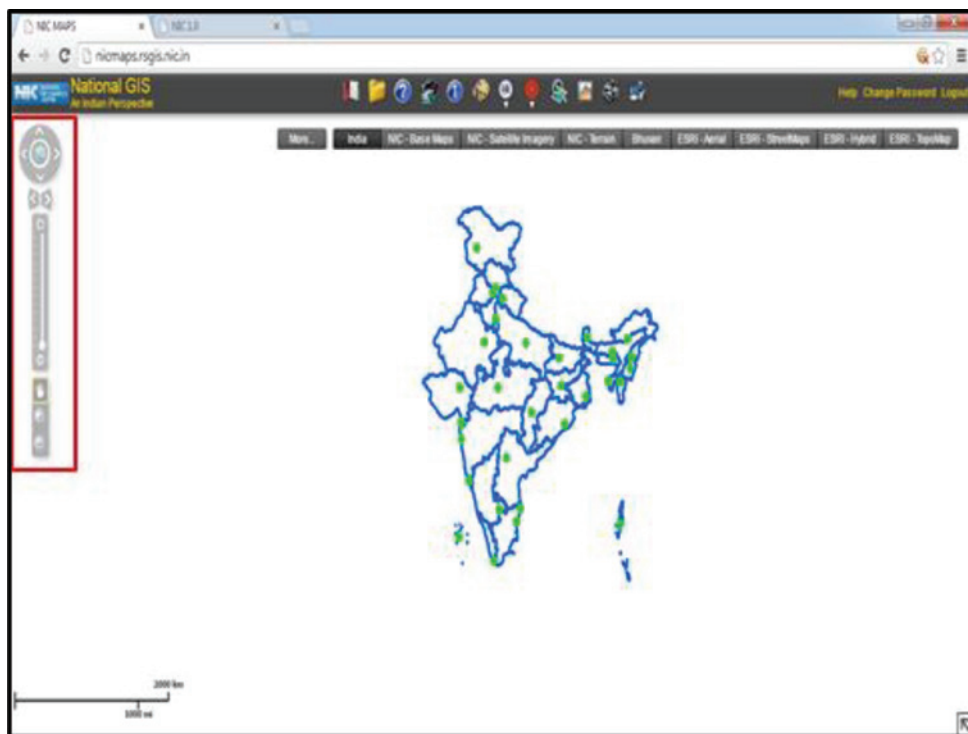 NIC MAPS
NIC 1.0
nicmaps.rsgis.nic.in
NIC
National GIS
An Indian Perspective
Help Change Password Logout
More...
India
NIC - Base Maps
NIC - Satellite Imagery
NIC - Terrain
Bhuvan
ESRI - Aerial
ESRI - StreetMaps
ESRI - Hybrid
ESRI - TopoMap
2000 km
1000 mi